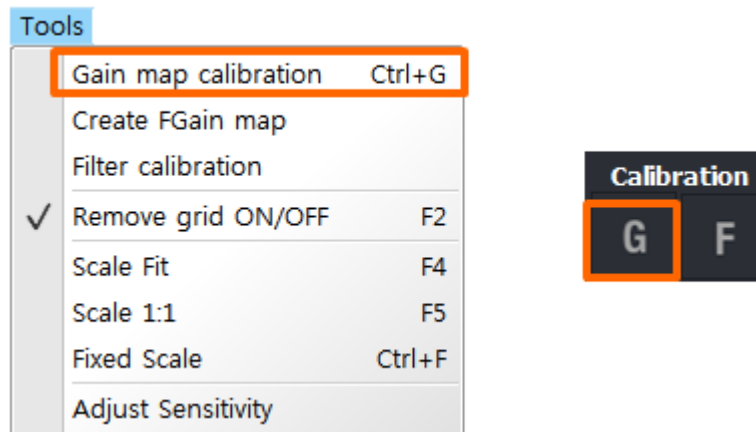 Tools
Gain map calibration Ctrl+G
Create FGain map
Filter calibration
Remove grid ON/OFF F2
Scale Fit F4
Scale 1:1 F5
Fixed Scale Ctrl+F
Adjust Sensitivity
Calibration
G F